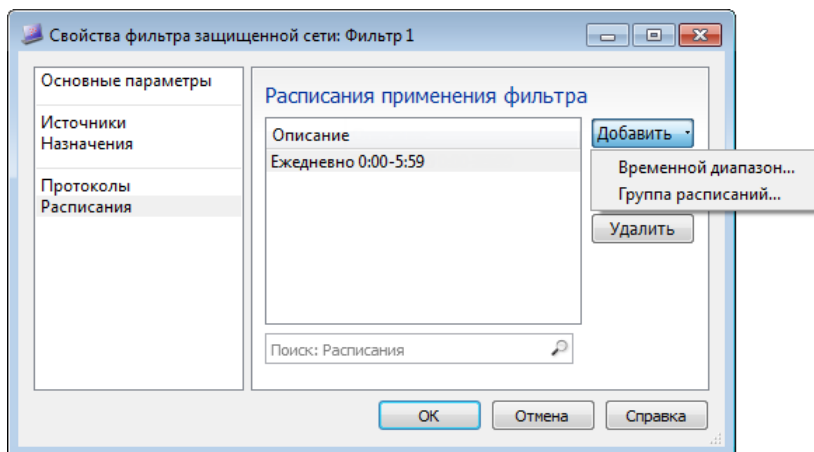 Свойства фильтра защищенной сети: Фильтр 1
Основные параметры
Источники
Назначения
Протоколы
Расписания
Расписания применения фильтра
Описание
Ежедневно 0:00-5:59
Добавить
Временной диапазон...
Группа расписаний...
Удалить
Поиск: Расписания
ОК
Отмена
Справка